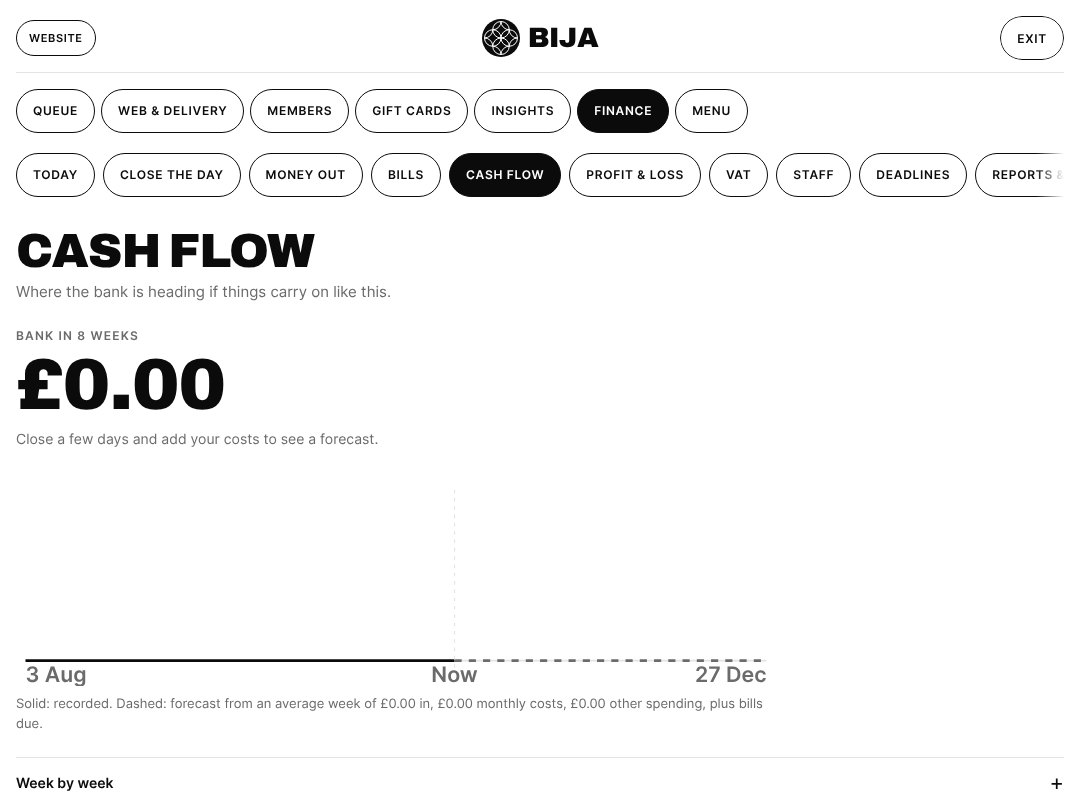 WEBSITE
BIJA
EXIT
QUEUE
WEB & DELIVERY
MEMBERS
GIFT CARDS
INSIGHTS
FINANCE
MENU
TODAY
CLOSE THE DAY
MONEY OUT
BILLS
CASH FLOW
PROFIT & LOSS
VAT
STAFF
DEADLINES
REPORTS &
CASH FLOW
Where the bank is heading if things carry on like this.
BANK IN 8 WEEKS
£0.00
Close a few days and add your costs to see a forecast.
3 Aug
Now
27 Dec
Solid: recorded. Dashed: forecast from an average week of £0.00 in, £0.00 monthly costs, £0.00 other spending, plus bills
due.
Week by week
+